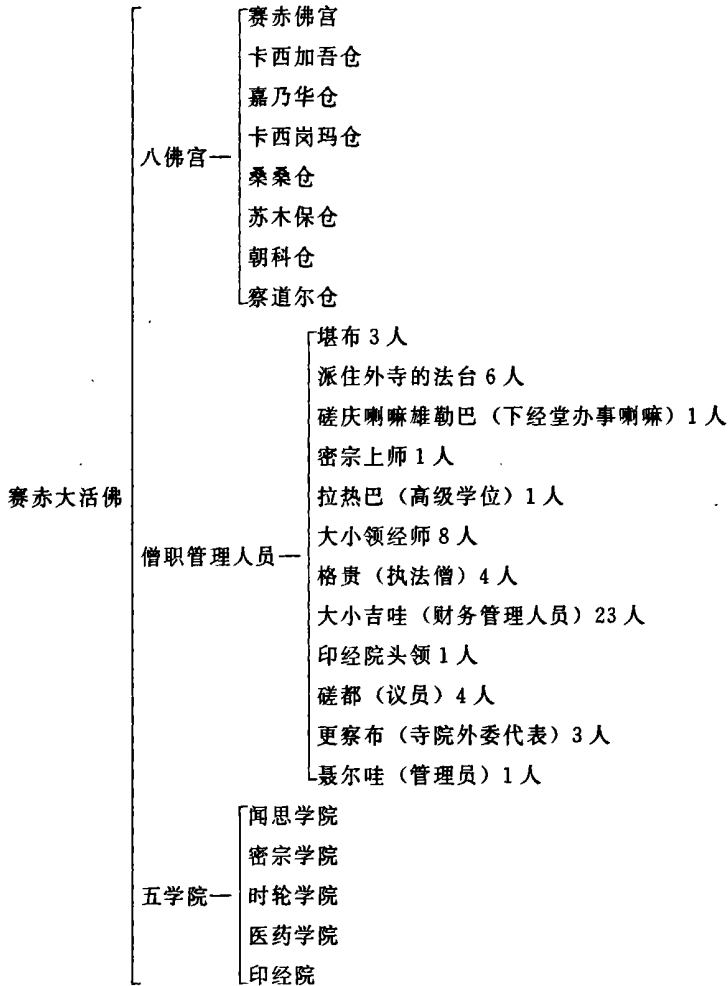 赛赤佛宫
卡西加吾仓
嘉乃华仓
卡西岗玛仓
八佛宫一
桑桑仓
苏木保仓
朝科仓
察道尔仓
堪布3人
派住外寺的法台6人
磋庆喇嘛雄勒巴（下经堂办事喇嘛）1人
密宗上师1人
赛赤大活佛
拉热巴（高级学位）1人
大小领经师8人
僧职管理人员一
格贵（执法僧）4人
大小吉哇（财务管理人员）23人
印经院头领1人
磋都（议员）4人
更察布（寺院外委代表）3人
聂尔哇（管理员）1人
闻思学院
密宗学院
五学院一
时轮学院
医药学院
印经院